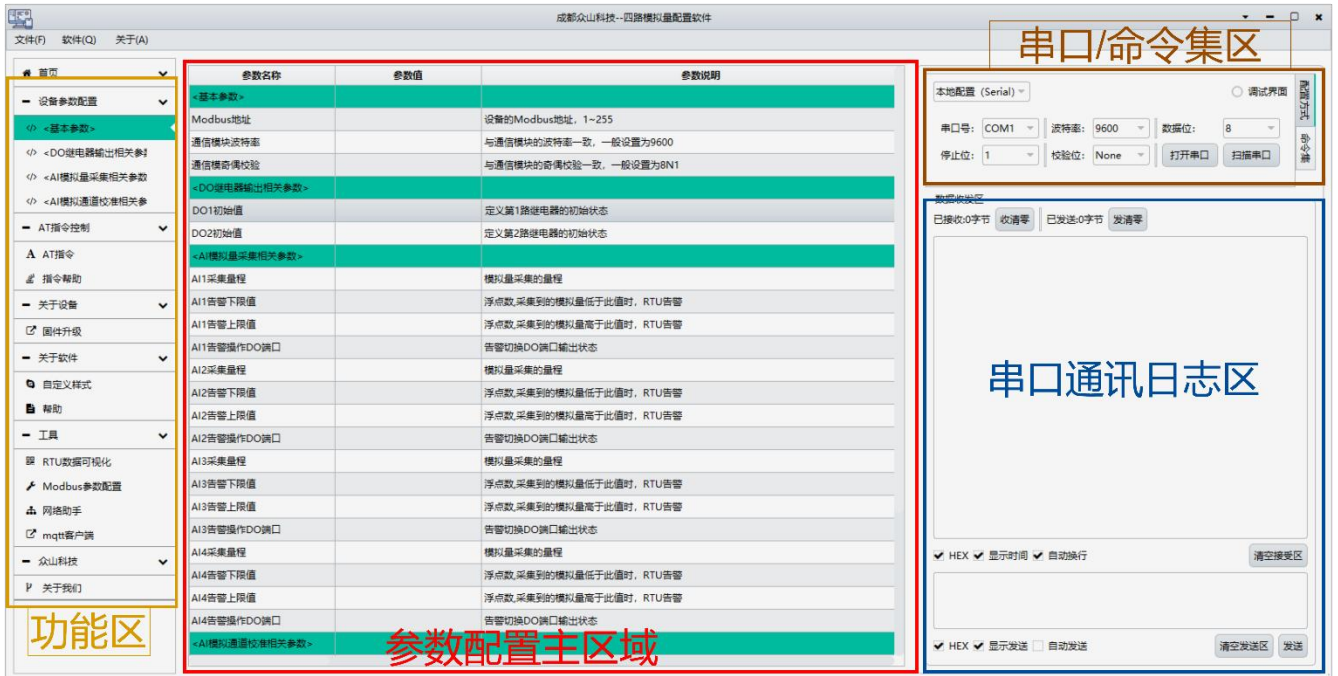 成都众山科技--四路模拟量配置软件
文件(F) 软件(Q) 关于(A)
串口/命令集区
首页
设备参数配置
<基本参数>
<DO继电器输出相关参
<AI模拟量采集相关参数
<AI模拟通道校准相关参
AT指令控制
AT指令
指令帮助
关于设备
固件升级
关于软件
自定义样式
帮助
工具
RTU数据可视化
Modbus参数配置
网络助手
mqtt客户端
众山科技
关于我们
功能区
参数名称 参数值 参数说明
<基本参数>
Modbus地址 设备的Modbus地址，1~255
通信模块波特率 与通信模块的波特率一致，一般设置为9600
通信模奇偶校验 与通信模块的奇偶校验一致，一般设置为8N1
<DO继电器输出相关参数>
DO1初始值 定义第1路继电器的初始状态
DO2初始值 定义第2路继电器的初始状态
<AI模拟量采集相关参数>
AI1采集量程 模拟量采集的量程
AI1告警下限值 浮点数,采集到的模拟量低于此值时，RTU告警
AI1告警上限值 浮点数,采集到的模拟量高于此值时，RTU告警
AI1告警操作DO端口 告警切换DO端口输出状态
AI2采集量程 模拟量采集的量程
AI2告警下限值 浮点数,采集到的模拟量低于此值时，RTU告警
AI2告警上限值 浮点数,采集到的模拟量高于此值时，RTU告警
AI2告警操作DO端口 告警切换DO端口输出状态
AI3采集量程 模拟量采集的量程
AI3告警下限值 浮点数,采集到的模拟量低于此值时，RTU告警
AI3告警上限值 浮点数,采集到的模拟量高于此值时，RTU告警
AI3告警操作DO端口 告警切换DO端口输出状态
AI4采集量程 模拟量采集的量程
AI4告警下限值 浮点数,采集到的模拟量低于此值时，RTU告警
AI4告警上限值 浮点数,采集到的模拟量高于此值时，RTU告警
AI4告警操作DO端口 告警切换DO端口输出状态
<AI模拟通道校准相关参数>
参数配置主区域
本地配置 (Serial) 调试界面
串口号: COM1 波特率: 9600 数据位: 8
停止位: 1 校验位: None 打开串口 扫描串口
配置方式
命令集
数据收发区
已接收:0字节 收清零 已发送:0字节 发清零
串口通讯日志区
HEX 显示时间 自动换行 清空接受区
HEX 显示发送 自动发送 清空发送区 发送